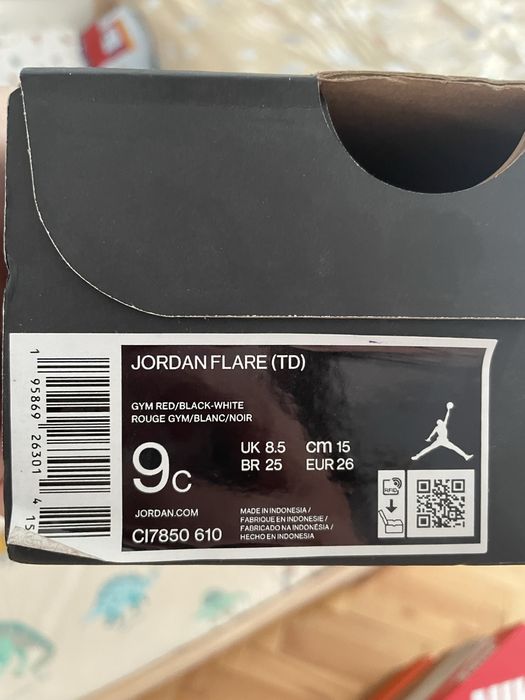 JORDAN FLARE (TD)
GYM RED/BLACK-WHITE
ROUGE GYM/BLANC/NOIR
9C
UK 8.5 CM 15
BR 25 EUR 26
JORDAN.COM
CI7850 610
MADE IN INDONESIA/
FABRIQUE EN INDONESIE/
FABRICADO NA INDONÉSIA/
HECHO EN INDONESIA
RFID
1 95869 26301 4 15